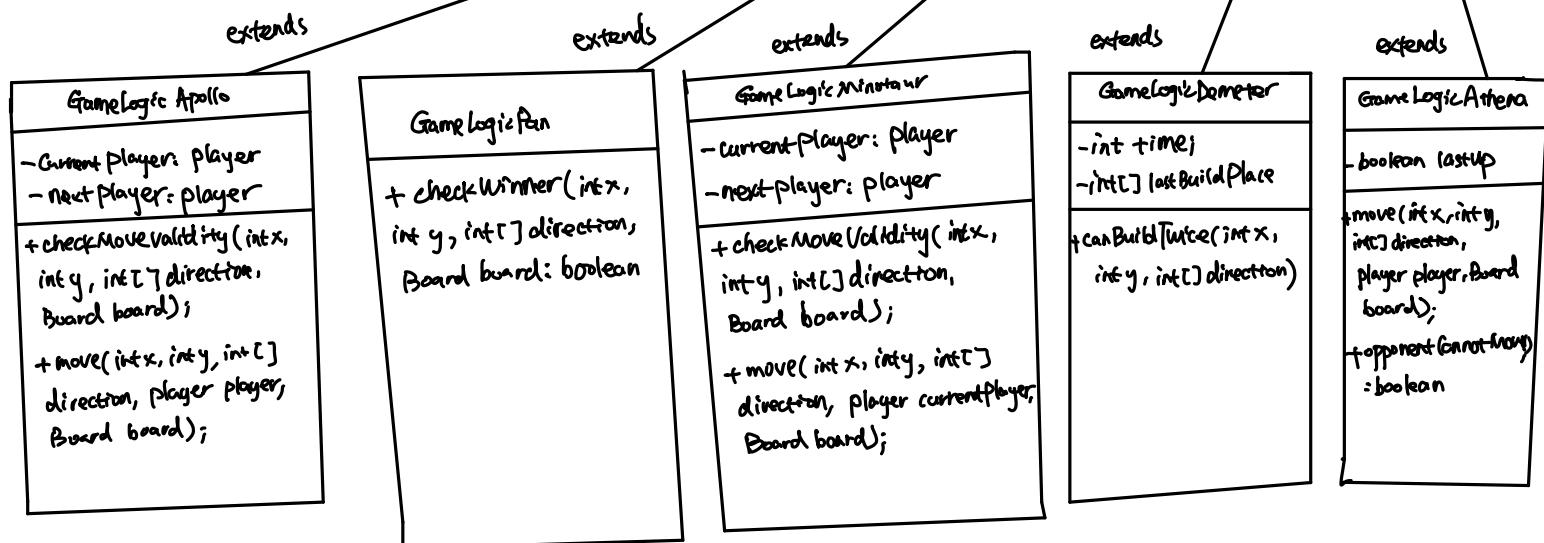 extends
extends
extends
extends
extends
GameLogic Apollo
- Current player: player
- next player: player
+ checkMoveValidity (int x,
int y, int[] direction,
Board board);
+ move( int x, int y, int[]
direction, player player,
Board board);
GameLogicPan
+ checkWinner( int x,
int y, int[] direction,
Board board: boolean
GameLogicMinotaur
- current player: player
- next player: player
+ checkMoveValidity( int x,
int y, int[] direction,
Board board);
+ move( int x, int y, int[]
direction, player currentPlayer,
Board board);
GameLogicDemeter
- int time;
- int[] lastBuildPlace
+ canBuildTwice( int x,
int y, int[] direction)
GameLogicAthena
- boolean lastUp
+ move( int x, int y,
int[] direction,
player player, Board
board);
+ opponentCannotMove()
: boolean